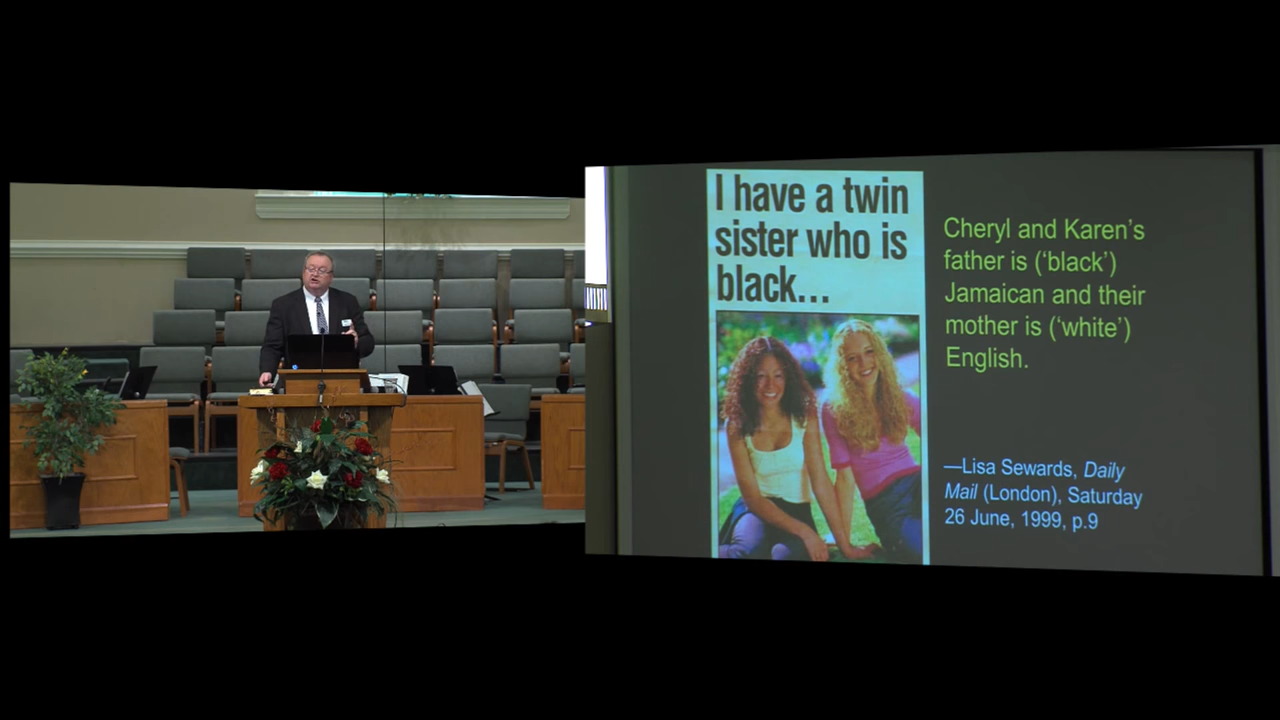 I have a twin
sister who is
black...
Cheryl and Karen’s
father is (‘black’)
Jamaican and their
mother is (‘white’)
English.
—Lisa Sewards, Daily
Mail (London), Saturday
26 June, 1999, p.9